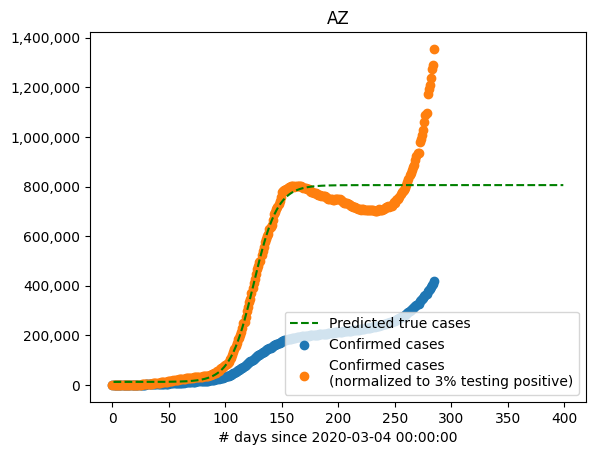 AZ
1,400,000
1,200,000
1,000,000
800,000
600,000
400,000
200,000
0
Predicted true cases
Confirmed cases
Confirmed cases
(normalized to 3% testing positive)
0 50 100 150 200 250 300 350 400
# days since 2020-03-04 00:00:00